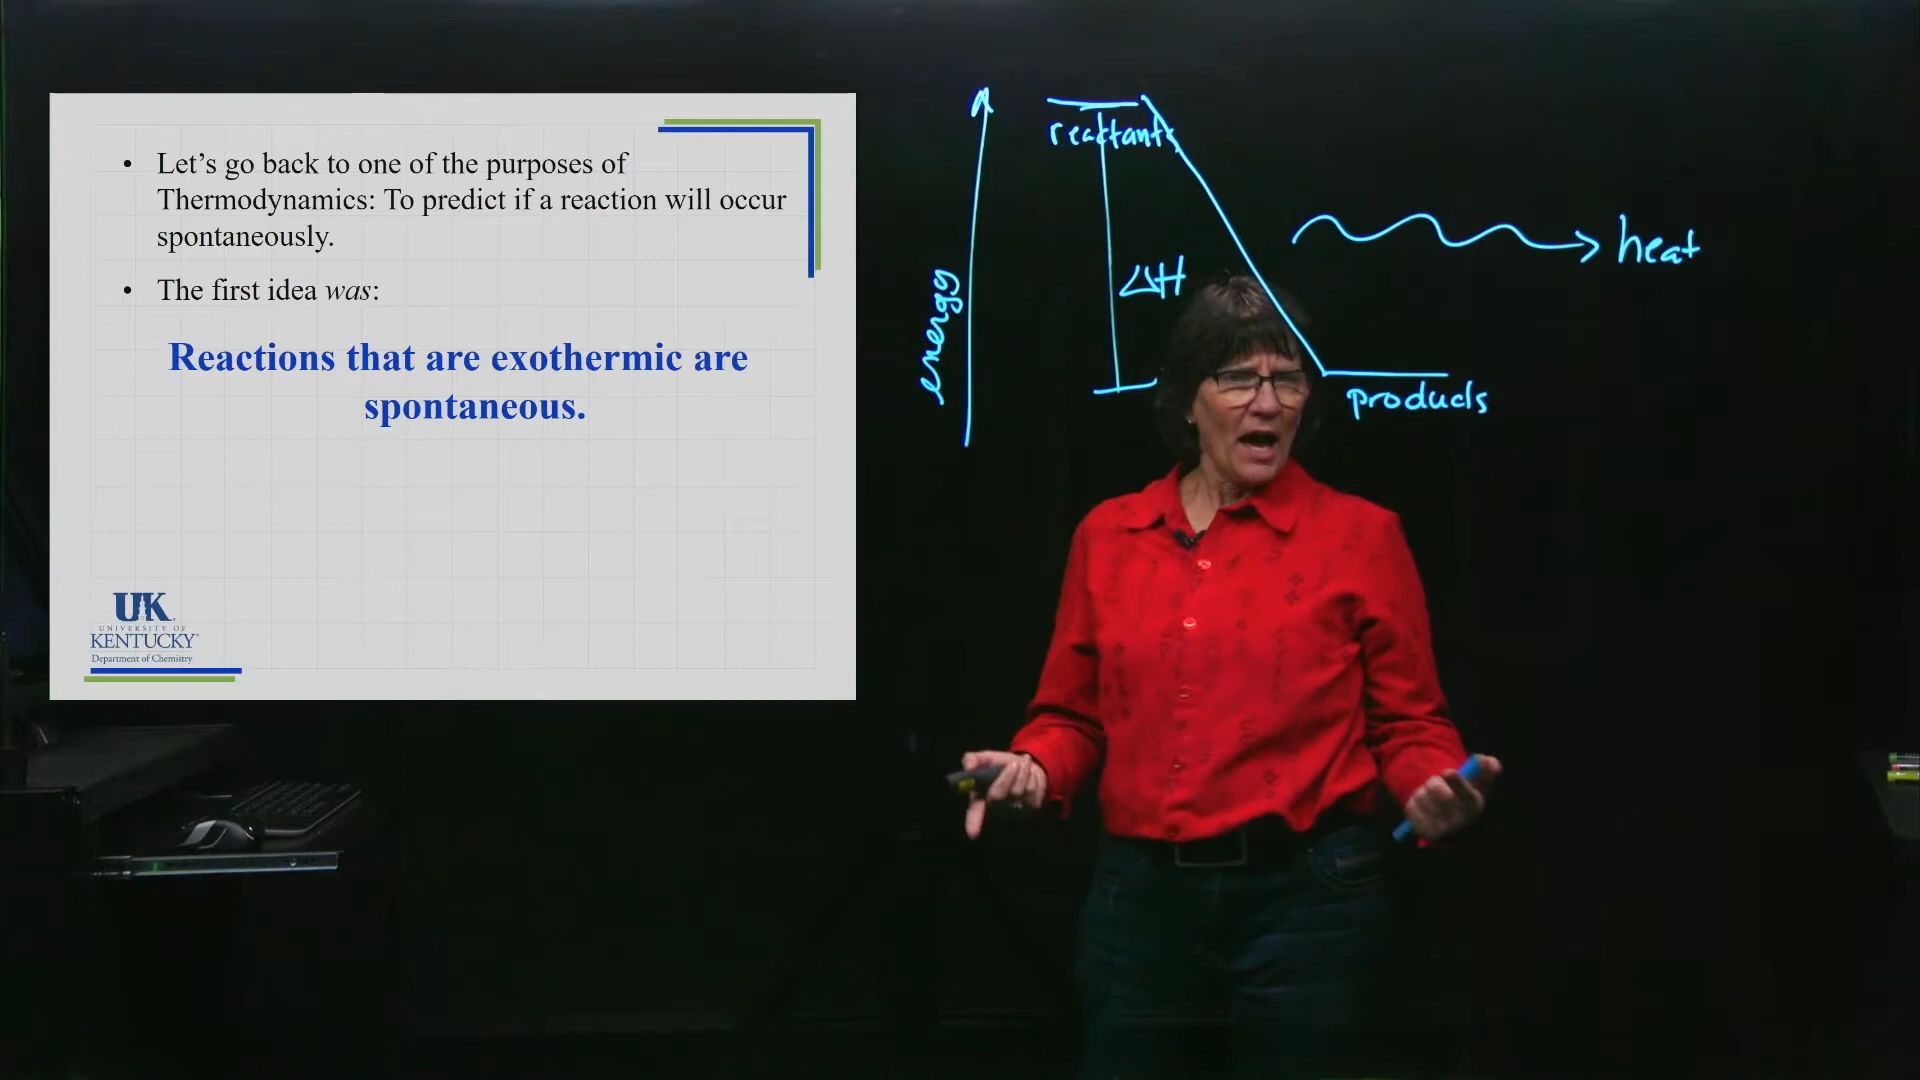 • Let’s go back to one of the purposes of
Thermodynamics: To predict if a reaction will occur
spontaneously.
• The first idea was:
Reactions that are exothermic are
spontaneous.
UK
UNIVERSITY OF
KENTUCKY®
Department of Chemistry
energy
reactants
ΔH
heat
products